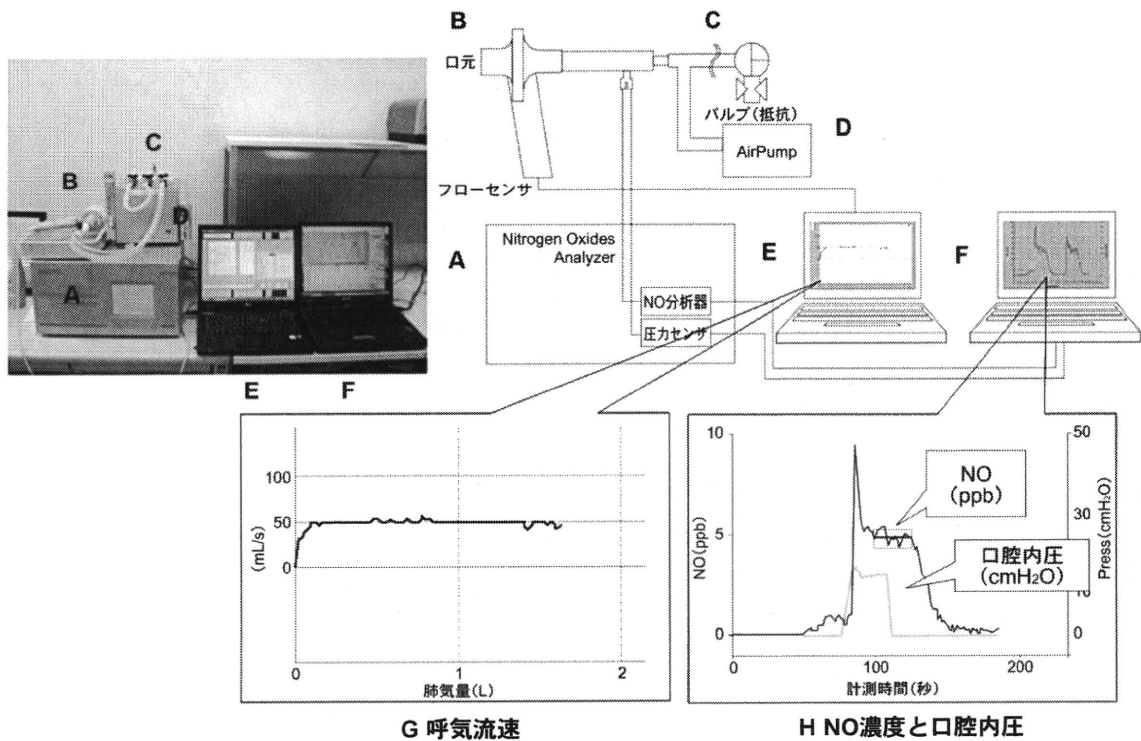 B
C
口元
バルブ(抵抗)
D
AirPump
フローセンサ
C
B
D
A
E
F
A
Nitrogen Oxides
Analyzer
NO分析器
圧力センサ
E
F
100
50
0
(mL/s)
0
1
2
肺気量(L)
G 呼気流速
10
5
0
NO(ppb)
NO
(ppb)
口腔内圧
(cmH₂O)
50
30
10
0
Press(cmH₂O)
0
100
200
計測時間(秒)
H NO濃度と口腔内圧